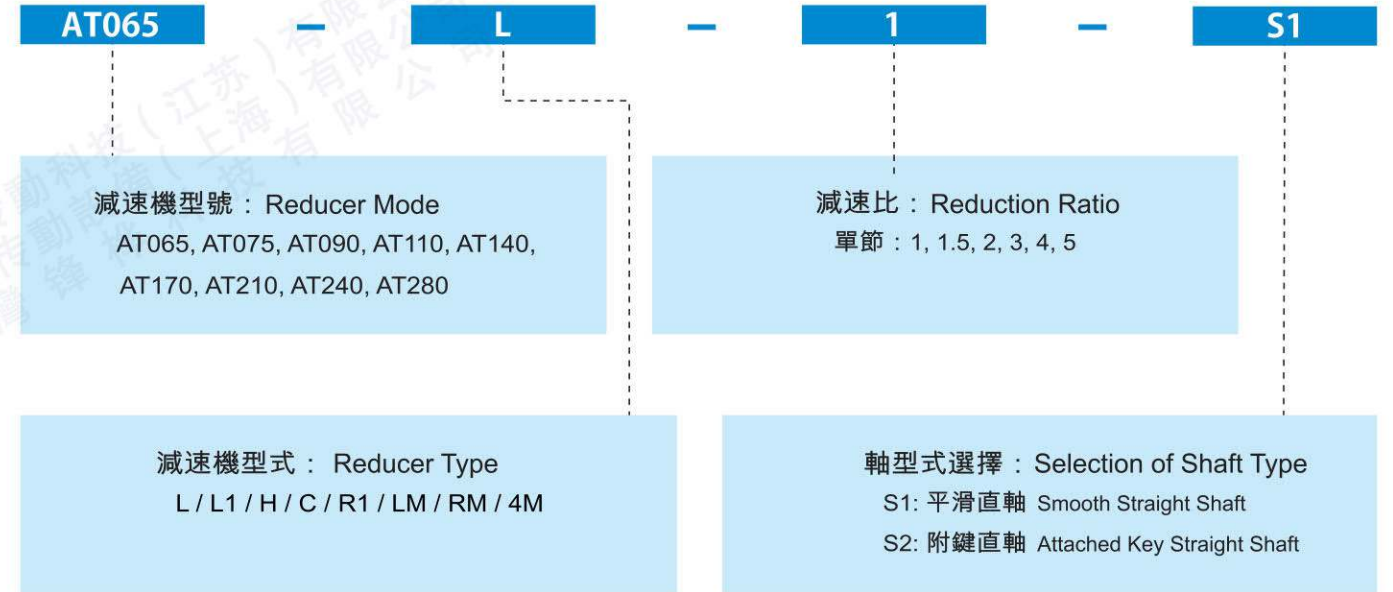 AT065 - L - 1 - S1
減速機型號：Reducer Mode
AT065, AT075, AT090, AT110, AT140,
AT170, AT210, AT240, AT280
減速比：Reduction Ratio
單節：1, 1.5, 2, 3, 4, 5
減速機型式： Reducer Type
L / L1 / H / C / R1 / LM / RM / 4M
軸型式選擇：Selection of Shaft Type
S1: 平滑直軸 Smooth Straight Shaft
S2: 附鍵直軸 Attached Key Straight Shaft